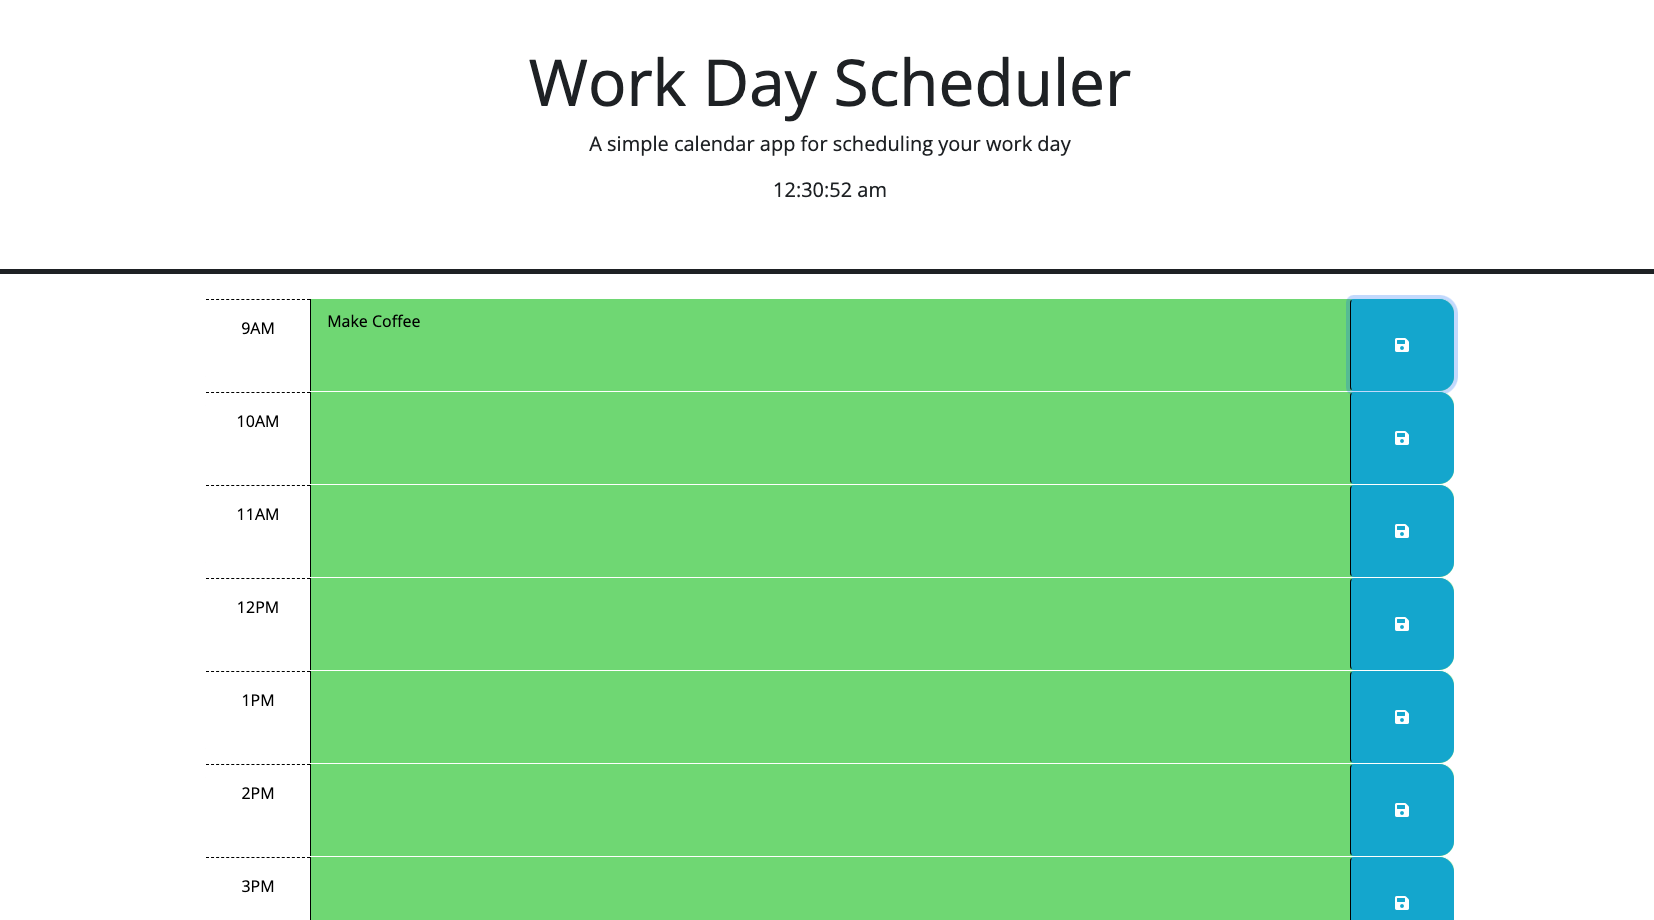 Work Day Scheduler
A simple calendar app for scheduling your work day
12:30:52 am
9AM
Make Coffee
10AM
11AM
12PM
1PM
2PM
3PM